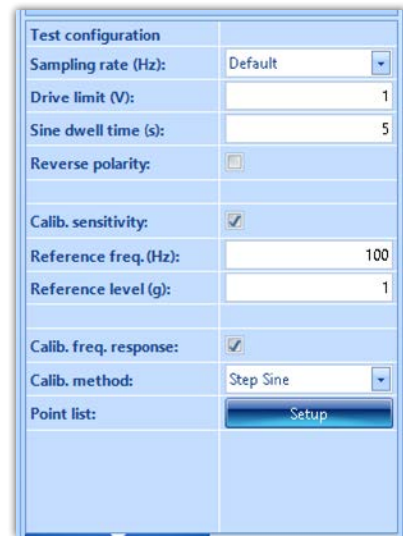 Test configuration
Sampling rate (Hz): Default
Drive limit (V): 1
Sine dwell time (s): 5
Reverse polarity:
Calib. sensitivity:
Reference freq.(Hz): 100
Reference level (g): 1
Calib. freq. response:
Calib. method: Step Sine
Point list: Setup